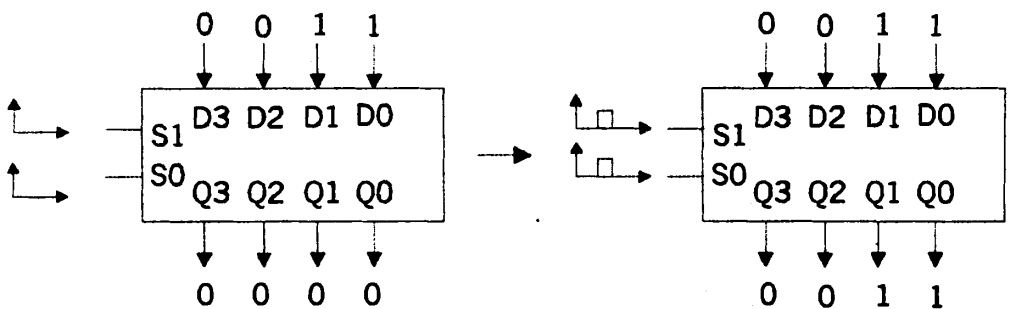 0 0 1 1 0 0 1 1
D3 D2 D1 D0 D3 D2 D1 D0
S1 S1
S0 S0
Q3 Q2 Q1 Q0 Q3 Q2 Q1 Q0
0 0 0 0 0 0 1 1